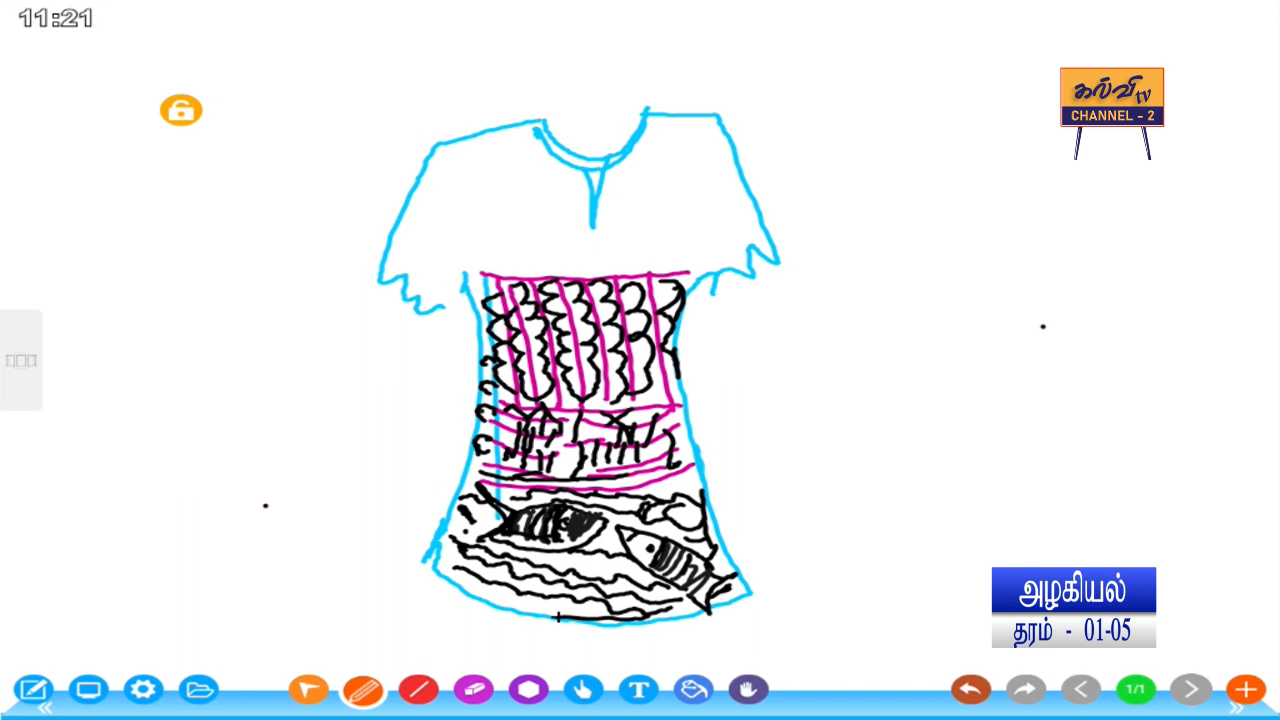 11:21
கல்வி tv
CHANNEL - 2
அழகியல்
தரம் - 01-05
T
1/1